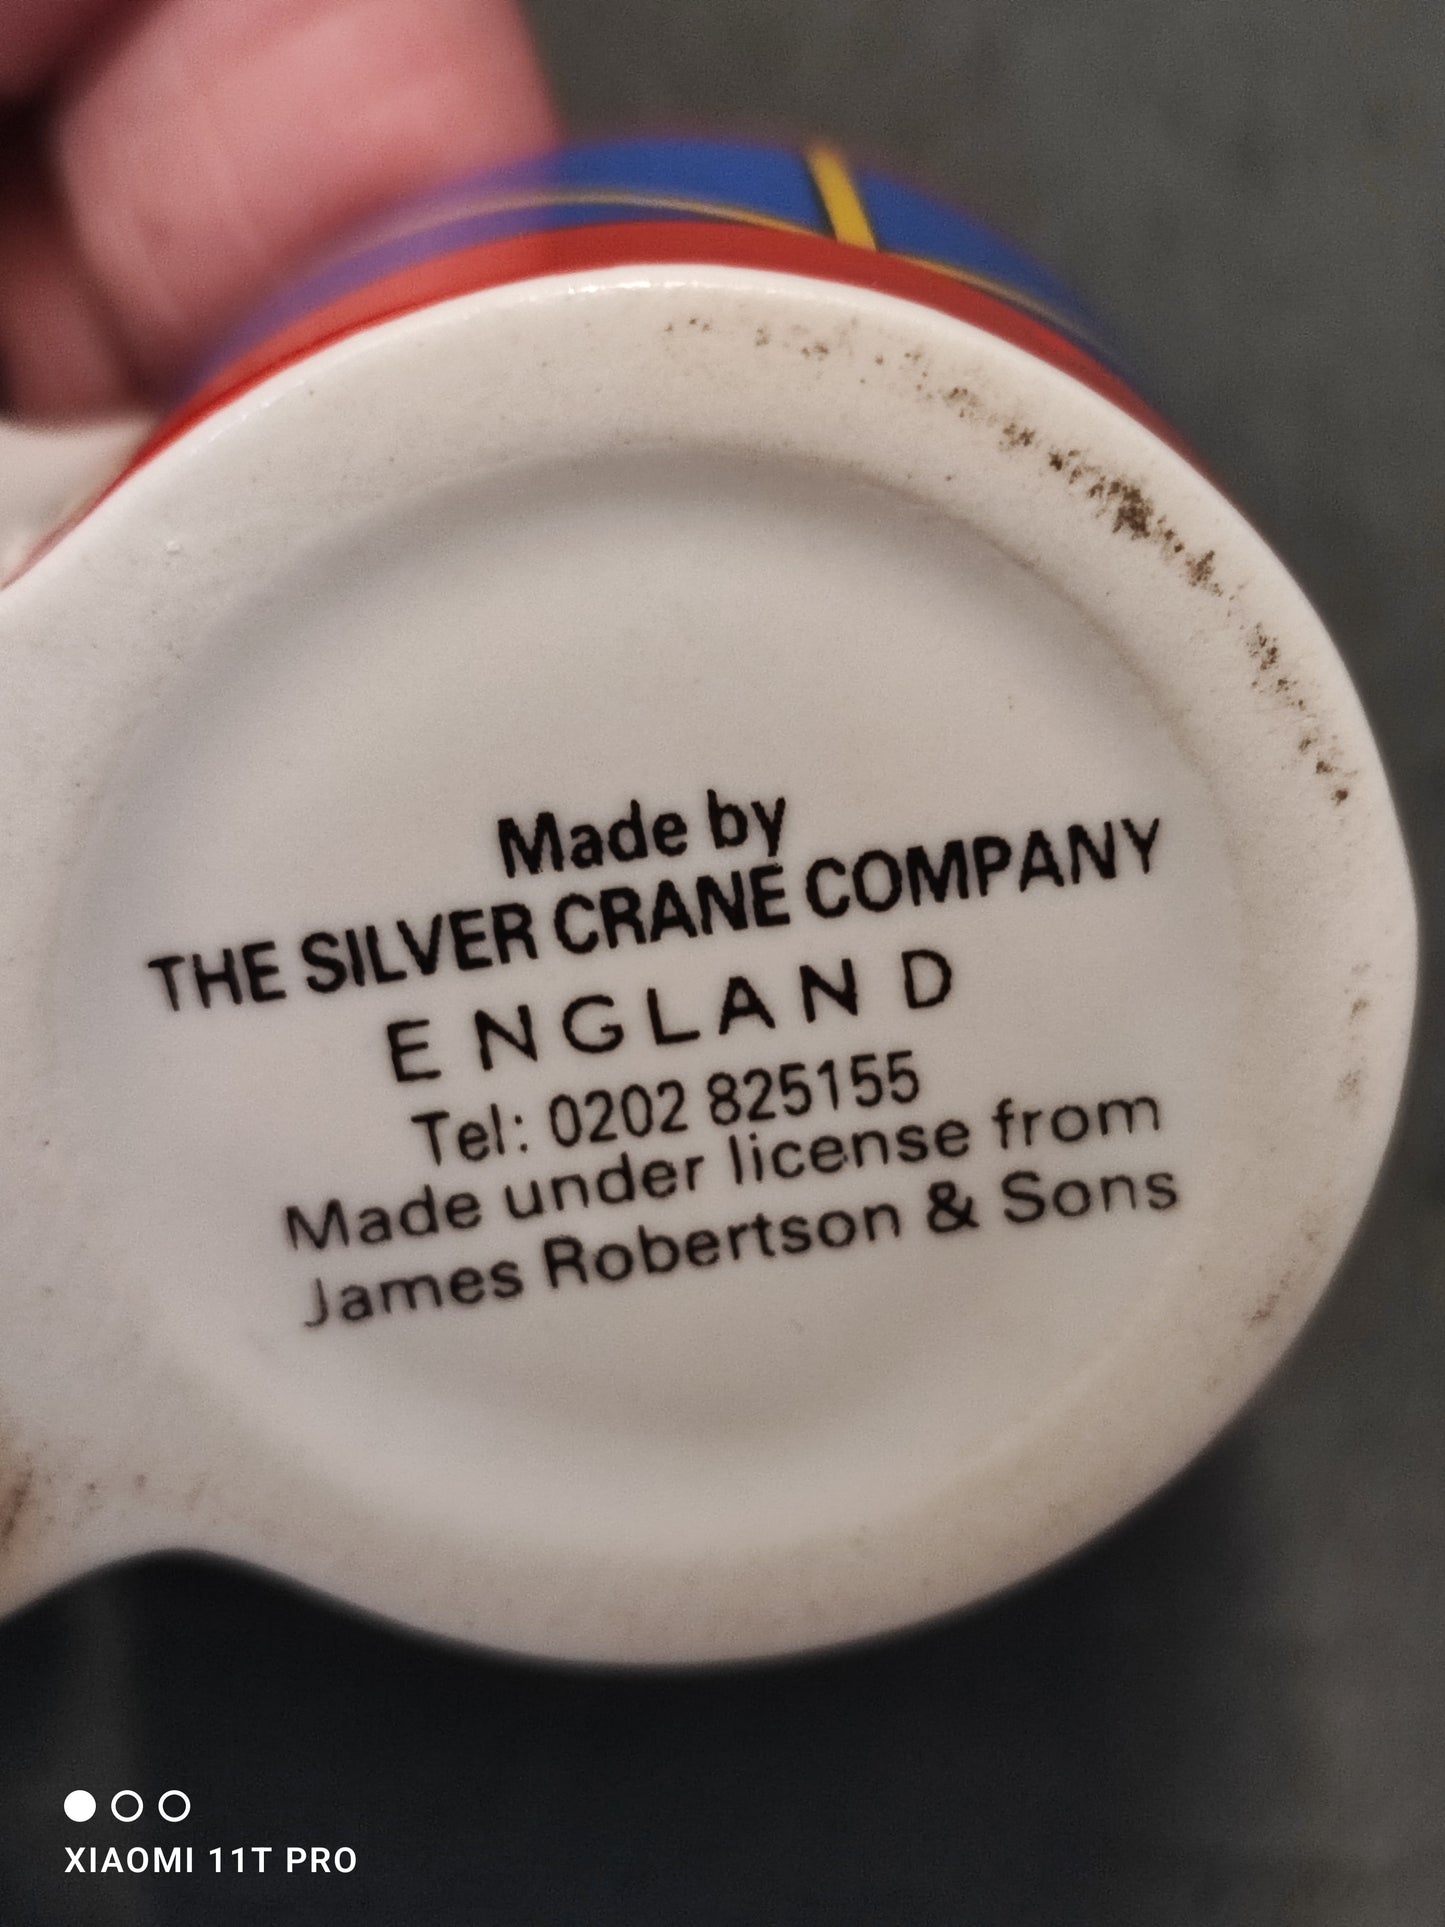 Made by
THE SILVER CRANE COMPANY
ENGLAND
Tel: 0202 825155
Made under license from
James Robertson & Sons
XIAOMI 11T PRO